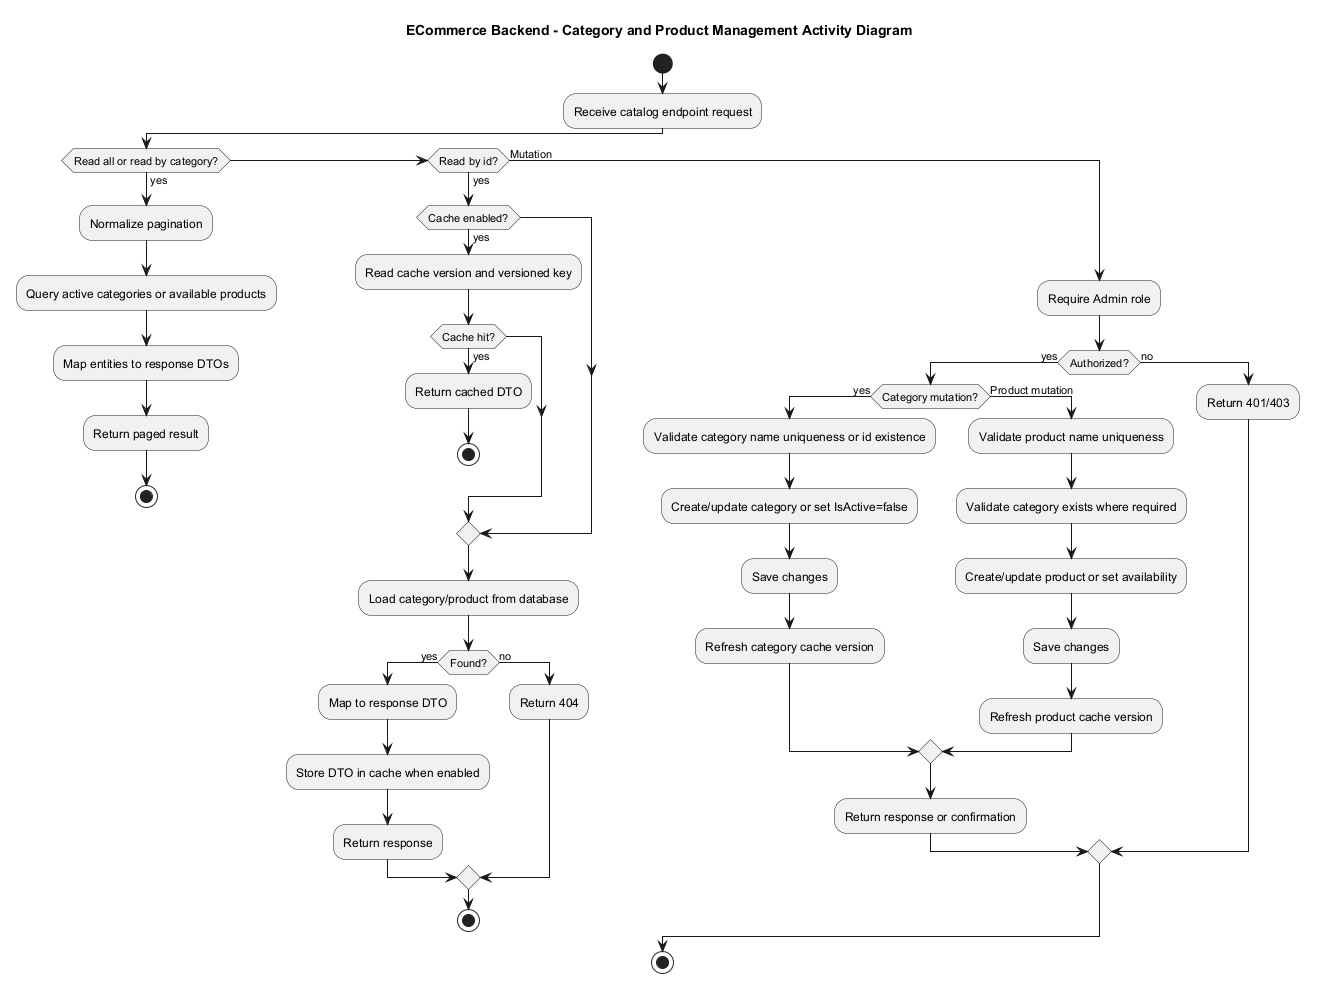 ECommerce Backend - Category and Product Management Activity Diagram
Receive catalog endpoint request
Read all or read by category?
yes
Normalize pagination
Query active categories or available products
Map entities to response DTOs
Return paged result
Read by id?
Mutation
yes
Cache enabled?
yes
Read cache version and versioned key
Cache hit?
yes
Return cached DTO
Load category/product from database
yes
Found?
no
Map to response DTO
Return 404
Store DTO in cache when enabled
Return response
Require Admin role
yes
Authorized?
no
Return 401/403
yes
Category mutation?
Product mutation
Validate category name uniqueness or id existence
Create/update category or set IsActive=false
Save changes
Refresh category cache version
Validate product name uniqueness
Validate category exists where required
Create/update product or set availability
Save changes
Refresh product cache version
Return response or confirmation